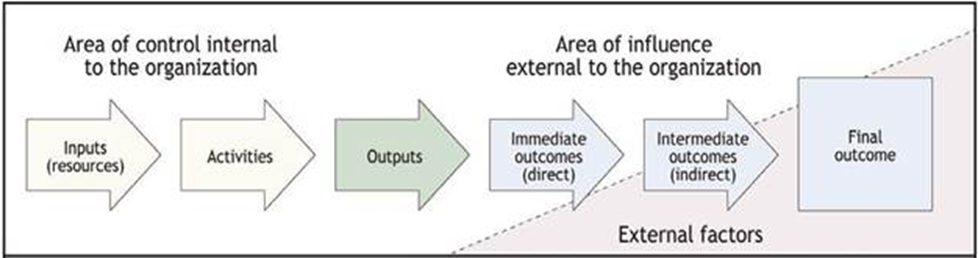 Area of control internal
to the organization
Area of influence
external to the organization
Inputs
(resources)
Activities
Outputs
Immediate
outcomes
(direct)
Intermediate
outcomes
(indirect)
Final
outcome
External factors